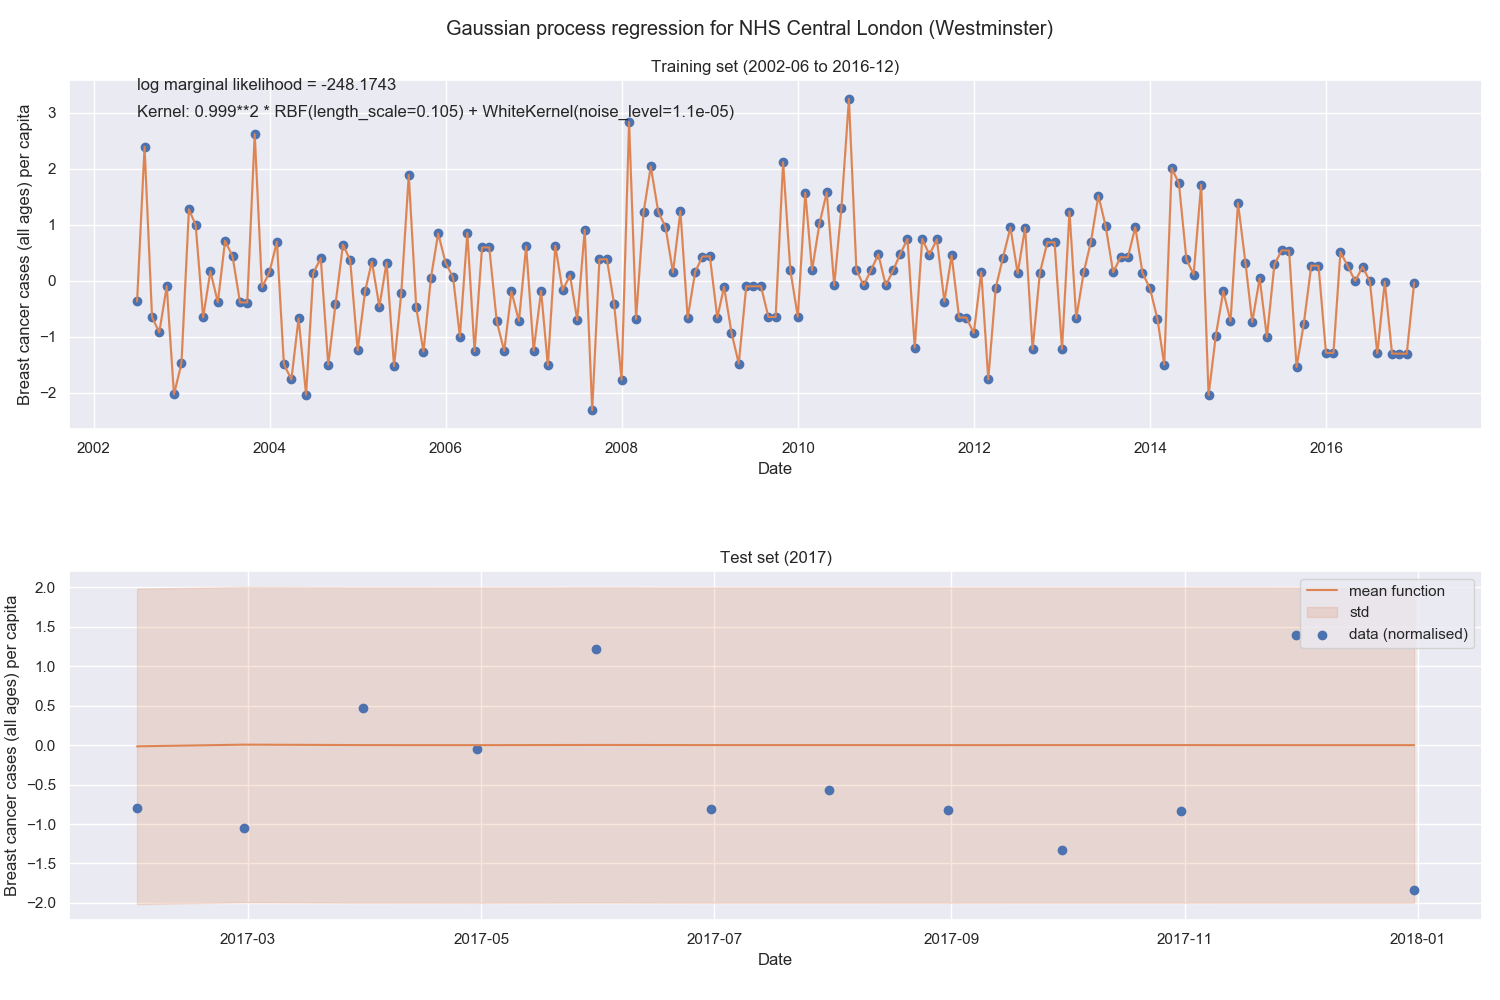 Gaussian process regression for NHS Central London (Westminster)
Training set (2002-06 to 2016-12)
log marginal likelihood = -248.1743
Kernel: 0.999**2 * RBF(length_scale=0.105) + WhiteKernel(noise_level=1.1e-05)
Breast cancer cases (all ages) per capita
3
2
1
0
−1
−2
2002 2004 2006 2008 2010 2012 2014 2016
Date
Test set (2017)
Breast cancer cases (all ages) per capita
2.0
1.5
1.0
0.5
0.0
−0.5
−1.0
−1.5
−2.0
mean function
std
data (normalised)
2017-03 2017-05 2017-07 2017-09 2017-11 2018-01
Date